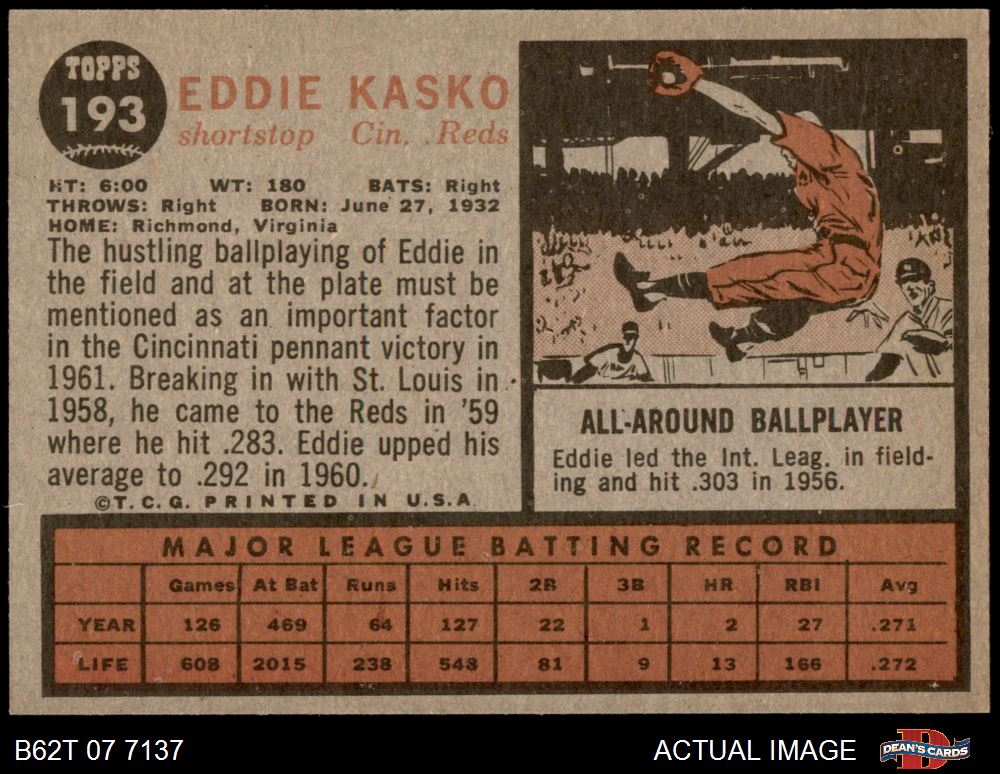 TOPPS
193
EDDIE KASKO
shortstop Cin. Reds
HT: 6:00 WT: 180 BATS: Right
THROWS: Right BORN: June 27, 1932
HOME: Richmond, Virginia
The hustling ballplaying of Eddie in
the field and at the plate must be
mentioned as an important factor
in the Cincinnati pennant victory in
1961. Breaking in with St. Louis in
1958, he came to the Reds in '59
where he hit .283. Eddie upped his
average to .292 in 1960.
©T.C.G. PRINTED IN U.S.A.
ALL-AROUND BALLPLAYER
Eddie led the Int. Leag. in field-
ing and hit .303 in 1956.
MAJOR LEAGUE BATTING RECORD
Games At Bat Runs Hits 2B 3B HR RBI Avg
YEAR 126 469 64 127 22 1 2 27 .271
LIFE 608 2015 238 548 81 9 13 166 .272
B62T 07 7137
ACTUAL IMAGE
DEAN'S CARDS